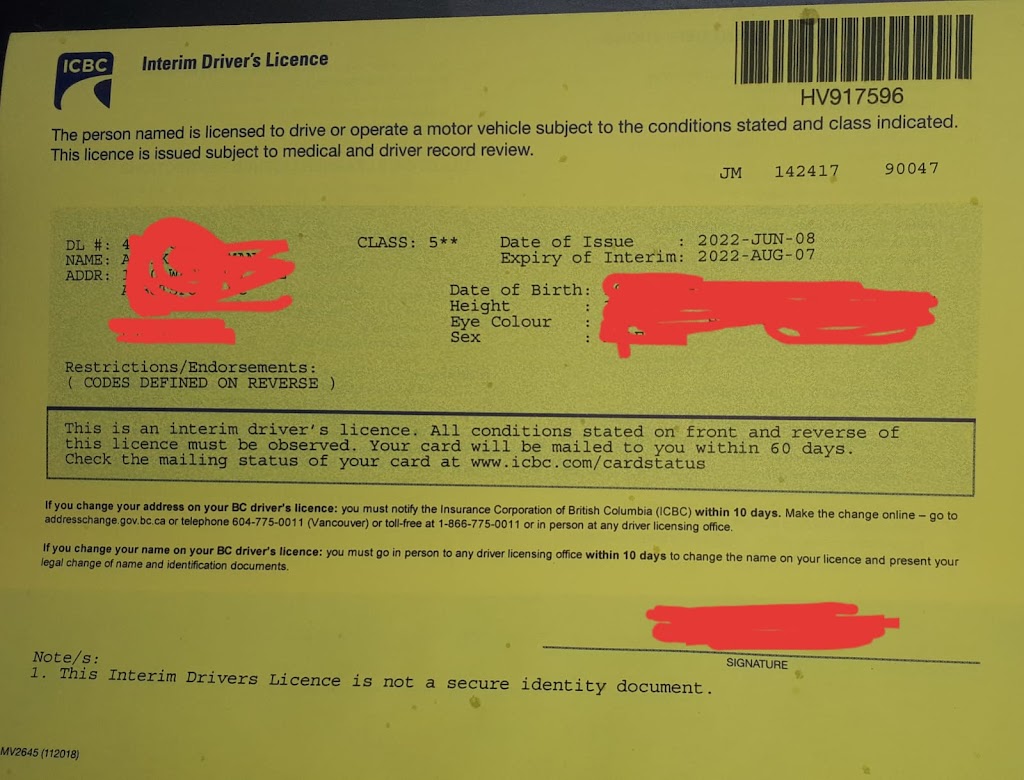 ICBC
Interim Driver's Licence
HV917596
The person named is licensed to drive or operate a motor vehicle subject to the conditions stated and class indicated.
This licence is issued subject to medical and driver record review.
JM 142417 90047
DL #: 4
CLASS: 5**
Date of Issue : 2022-JUN-08
NAME: A
Expiry of Interim: 2022-AUG-07
ADDR: 1
Date of Birth:
Height :
Eye Colour :
Sex :
Restrictions/Endorsements:
( CODES DEFINED ON REVERSE )
This is an interim driver's licence. All conditions stated on front and reverse of
this licence must be observed. Your card will be mailed to you within 60 days.
Check the mailing status of your card at www.icbc.com/cardstatus
If you change your address on your BC driver's licence: you must notify the Insurance Corporation of British Columbia (ICBC) within 10 days. Make the change online – go to
addresschange.gov.bc.ca or telephone 604-775-0011 (Vancouver) or toll-free at 1-866-775-0011 or in person at any driver licensing office.
If you change your name on your BC driver's licence: you must go in person to any driver licensing office within 10 days to change the name on your licence and present your
legal change of name and identification documents.
SIGNATURE
Note/s:
1. This Interim Drivers Licence is not a secure identity document.
MV2645 (112018)